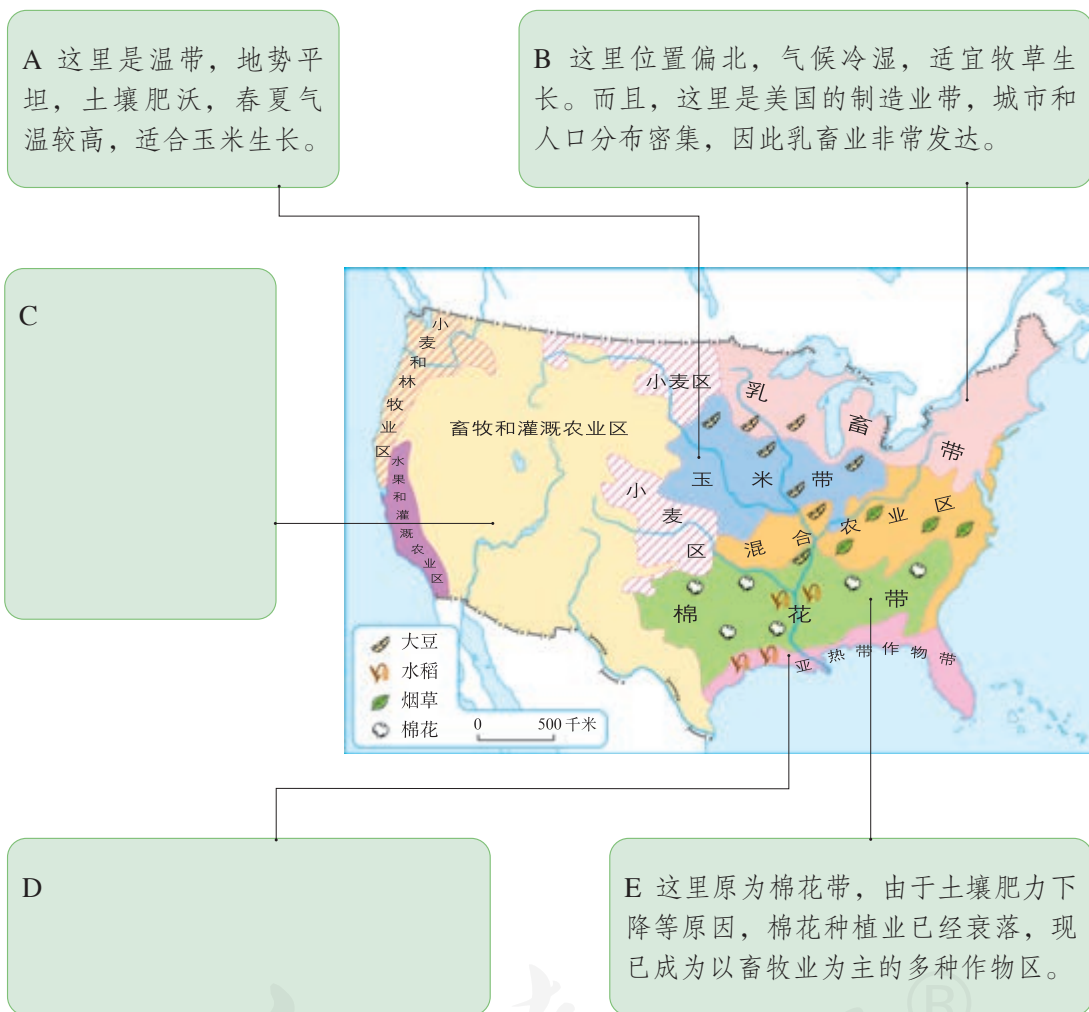 A 这里是温带，地势平
坦，土壤肥沃，春夏气
温较高，适合玉米生长。
B 这里位置偏北，气候冷湿，适宜牧草生
长。而且，这里是美国的制造业带，城市和
人口分布密集，因此乳畜业非常发达。
C
小麦和林牧业区
水果和灌溉农业区
畜牧和灌溉农业区
小麦区
乳畜带
玉米带
小麦区
混合农业区
棉花带
亚热带作物带
大豆
水稻
烟草
棉花
0 500 千米
D
E 这里原为棉花带，由于土壤肥力下
降等原因，棉花种植业已经衰落，现
已成为以畜牧业为主的多种作物区。
®